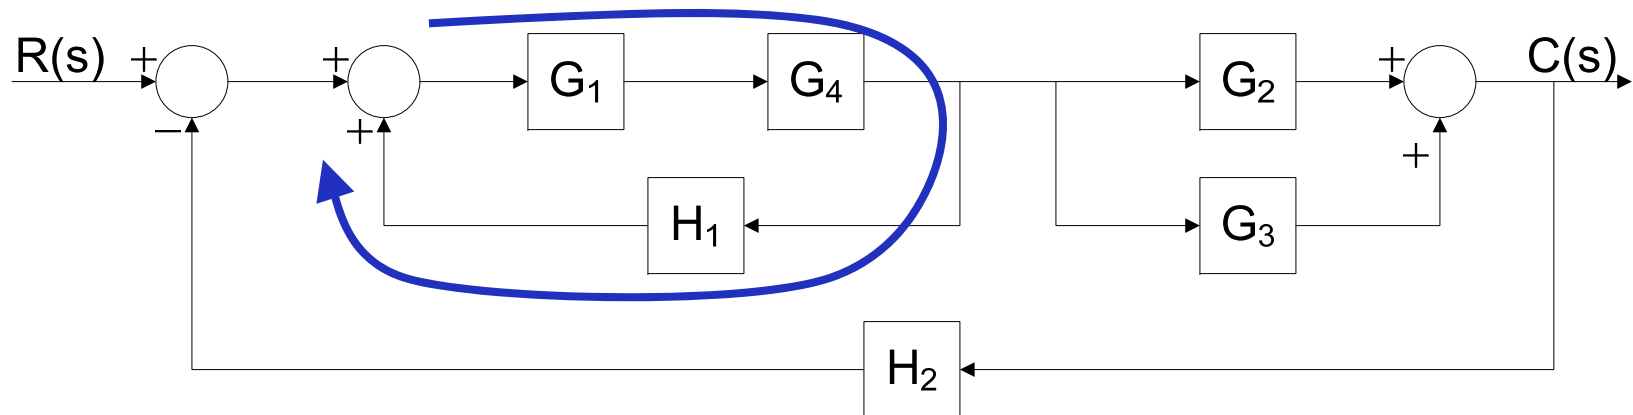 R(s) + + G₁ G₄ G₂ + C(s)
− + +
H₁ G₃
H₂